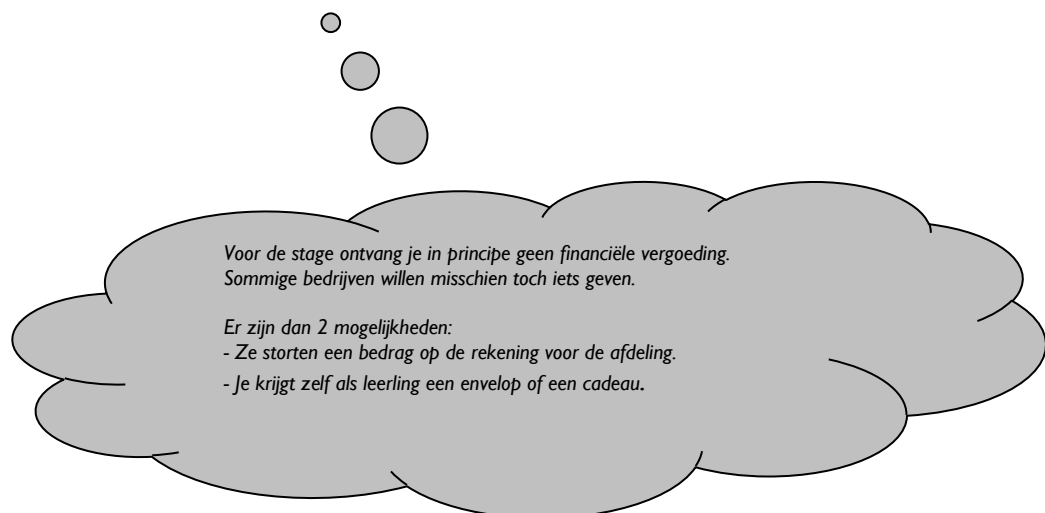 Voor de stage ontvang je in principe geen financiële vergoeding.
Sommige bedrijven willen misschien toch iets geven.
Er zijn dan 2 mogelijkheden:
- Ze storten een bedrag op de rekening voor de afdeling.
- Je krijgt zelf als leerling een envelop of een cadeau.